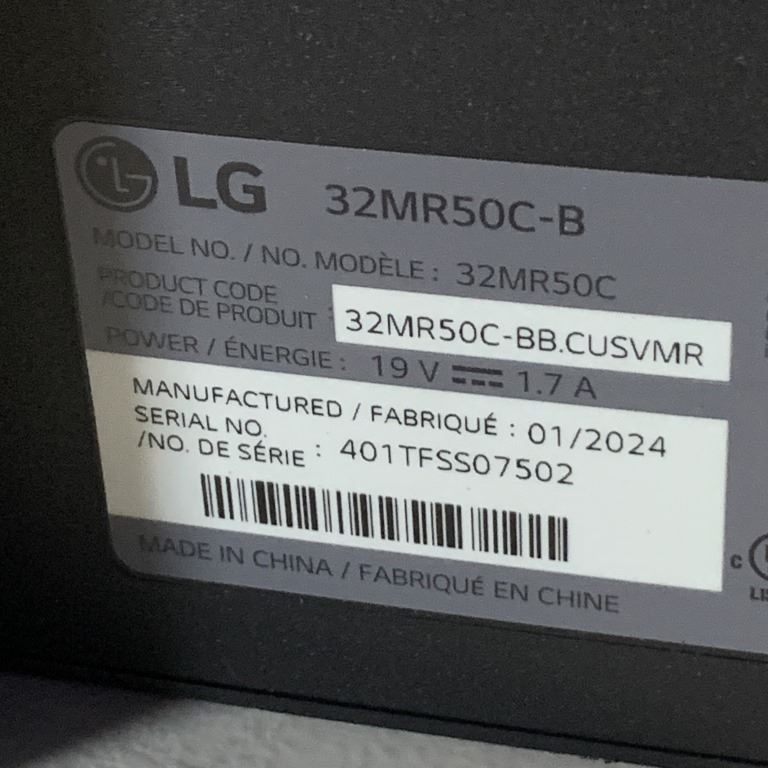 LG 32MR50C-B
MODEL NO. / NO. MODÈLE : 32MR50C
PRODUCT CODE
/CODE DE PRODUIT : 32MR50C-BB.CUSVMR
POWER / ÉNERGIE : 19 V ⎓ 1.7 A
MANUFACTURED / FABRIQUÉ : 01/2024
SERIAL NO.
/NO. DE SÉRIE : 401TFSS07502
MADE IN CHINA / FABRIQUÉ EN CHINE
C